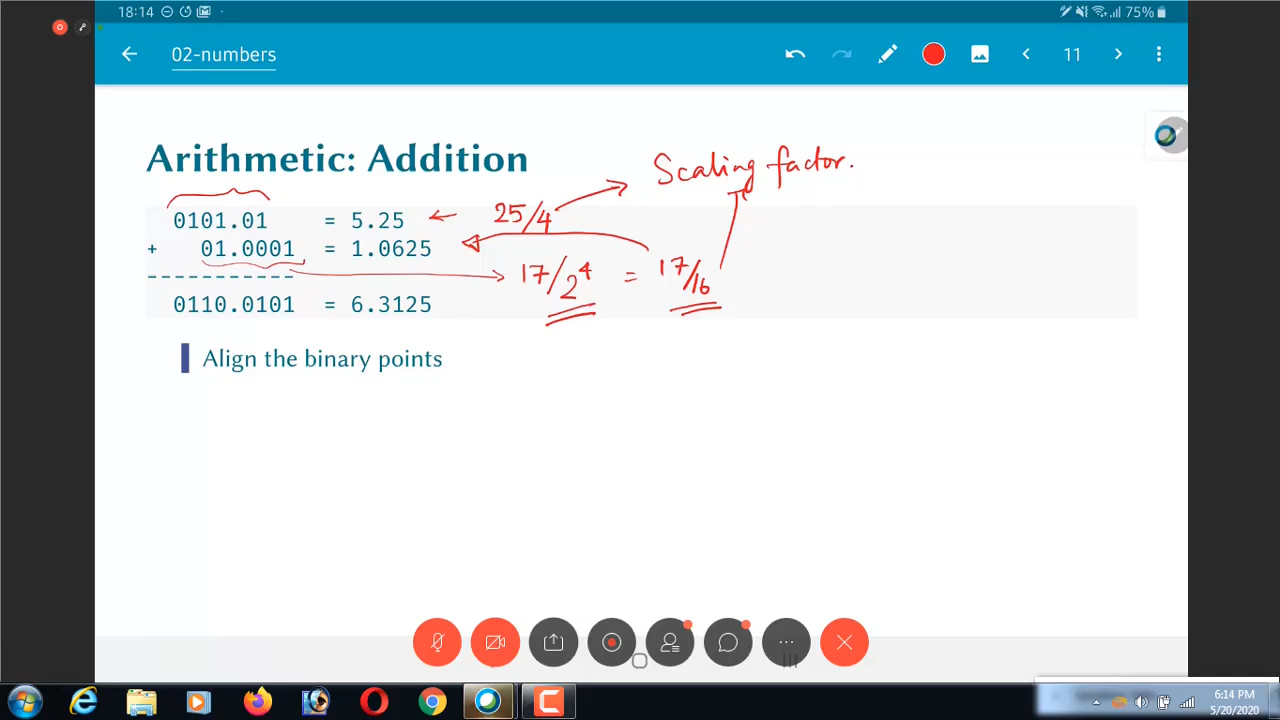 18:14 75%
02-numbers 11
Arithmetic: Addition
Scaling factor.
0101.01 = 5.25 25/4
+ 01.0001 = 1.0625
17/2^4 = 17/16
-----------
0110.0101 = 6.3125
Align the binary points
6:14 PM
5/20/2020